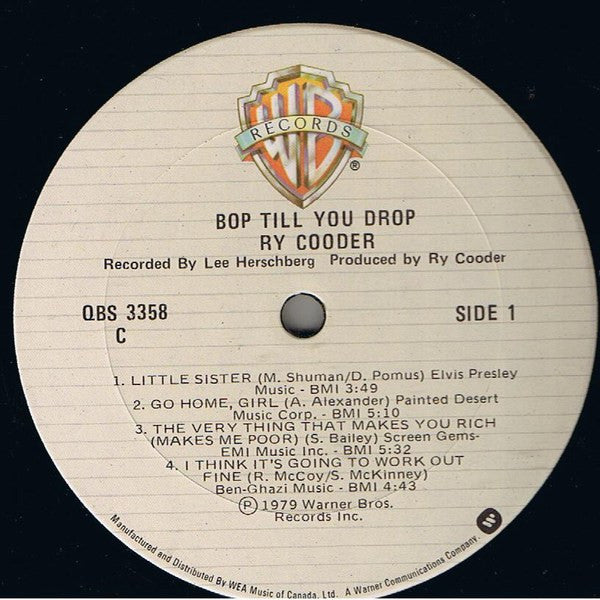 WB
RECORDS
®
BOP TILL YOU DROP
RY COODER
Recorded By Lee Herschberg Produced by Ry Cooder
QBS 3358
C
SIDE 1
1. LITTLE SISTER (M. Shuman/D. Pomus) Elvis Presley
Music - BMI 3:49
2. GO HOME, GIRL (A. Alexander) Painted Desert
Music Corp. - BMI 5:10
3. THE VERY THING THAT MAKES YOU RICH
(MAKES ME POOR) (S. Bailey) Screen Gems-
EMI Music Inc. - BMI 5:32
4. I THINK IT'S GOING TO WORK OUT
FINE (R. McCoy/S. McKinney)
Ben-Ghazi Music - BMI 4:43
℗ 1979 Warner Bros.
Records Inc.
Manufactured and Distributed By WEA Music of Canada, Ltd. A Warner Communications Company.